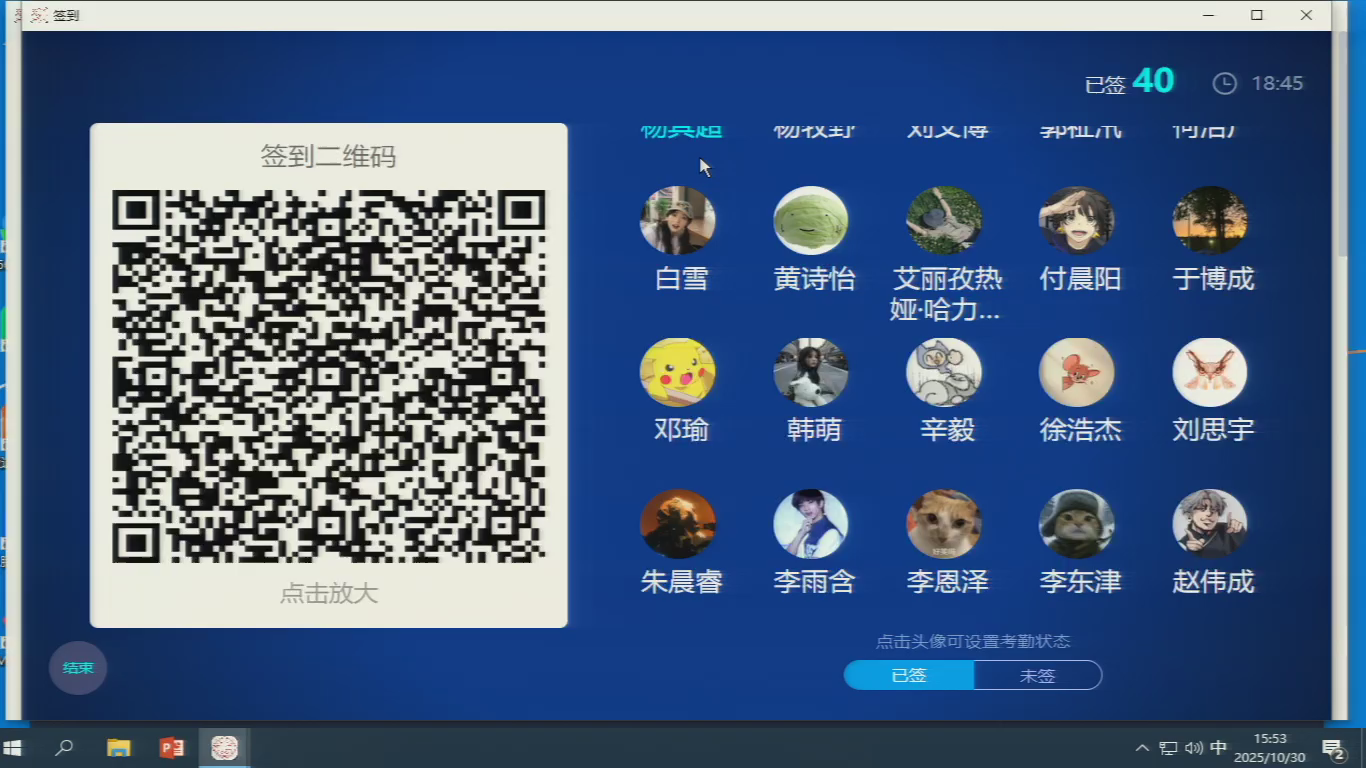 签到
已签 40
18:45
签到二维码
点击放大
白雪 黄诗怡 艾丽孜热 付晨阳 于博成
娅·哈力...
邓瑜 韩萌 辛毅 徐浩杰 刘思宇
朱晨睿 李雨含 李恩泽 李东津 赵伟成
点击头像可设置考勤状态
已签 未签
结束
中
15:53
2025/10/30
2